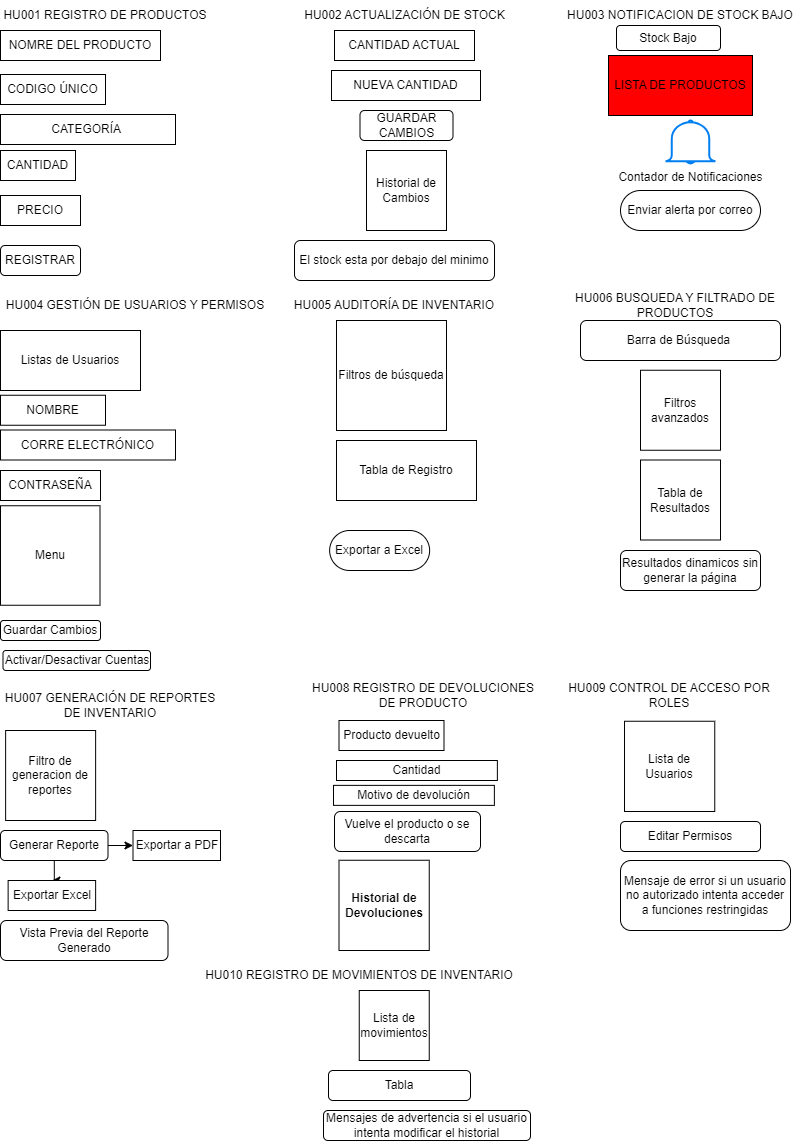 HU001 REGISTRO DE PRODUCTOS
NOMRE DEL PRODUCTO
CODIGO ÚNICO
CATEGORÍA
CANTIDAD
PRECIO
REGISTRAR
HU002 ACTUALIZACIÓN DE STOCK
CANTIDAD ACTUAL
NUEVA CANTIDAD
GUARDAR
CAMBIOS
Historial de
Cambios
El stock esta por debajo del minimo
HU003 NOTIFICACION DE STOCK BAJO
Stock Bajo
LISTA DE PRODUCTOS
Contador de Notificaciones
Enviar alerta por correo
HU004 GESTIÓN DE USUARIOS Y PERMISOS
Listas de Usuarios
NOMBRE
CORRE ELECTRÓNICO
CONTRASEÑA
Menu
Guardar Cambios
Activar/Desactivar Cuentas
HU005 AUDITORÍA DE INVENTARIO
Filtros de búsqueda
Tabla de Registro
Exportar a Excel
HU006 BUSQUEDA Y FILTRADO DE
PRODUCTOS
Barra de Búsqueda
Filtros
avanzados
Tabla de
Resultados
Resultados dinamicos sin
generar la página
HU007 GENERACIÓN DE REPORTES
DE INVENTARIO
Filtro de
generacion de
reportes
Generar Reporte
Exportar a PDF
Exportar Excel
Vista Previa del Reporte
Generado
HU008 REGISTRO DE DEVOLUCIONES
DE PRODUCTO
Producto devuelto
Cantidad
Motivo de devolución
Vuelve el producto o se
descarta
Historial de
Devoluciones
HU009 CONTROL DE ACCESO POR
ROLES
Lista de
Usuarios
Editar Permisos
Mensaje de error si un usuario
no autorizado intenta acceder
a funciones restringidas
HU010 REGISTRO DE MOVIMIENTOS DE INVENTARIO
Lista de
movimientos
Tabla
Mensajes de advertencia si el usuario
intenta modificar el historial